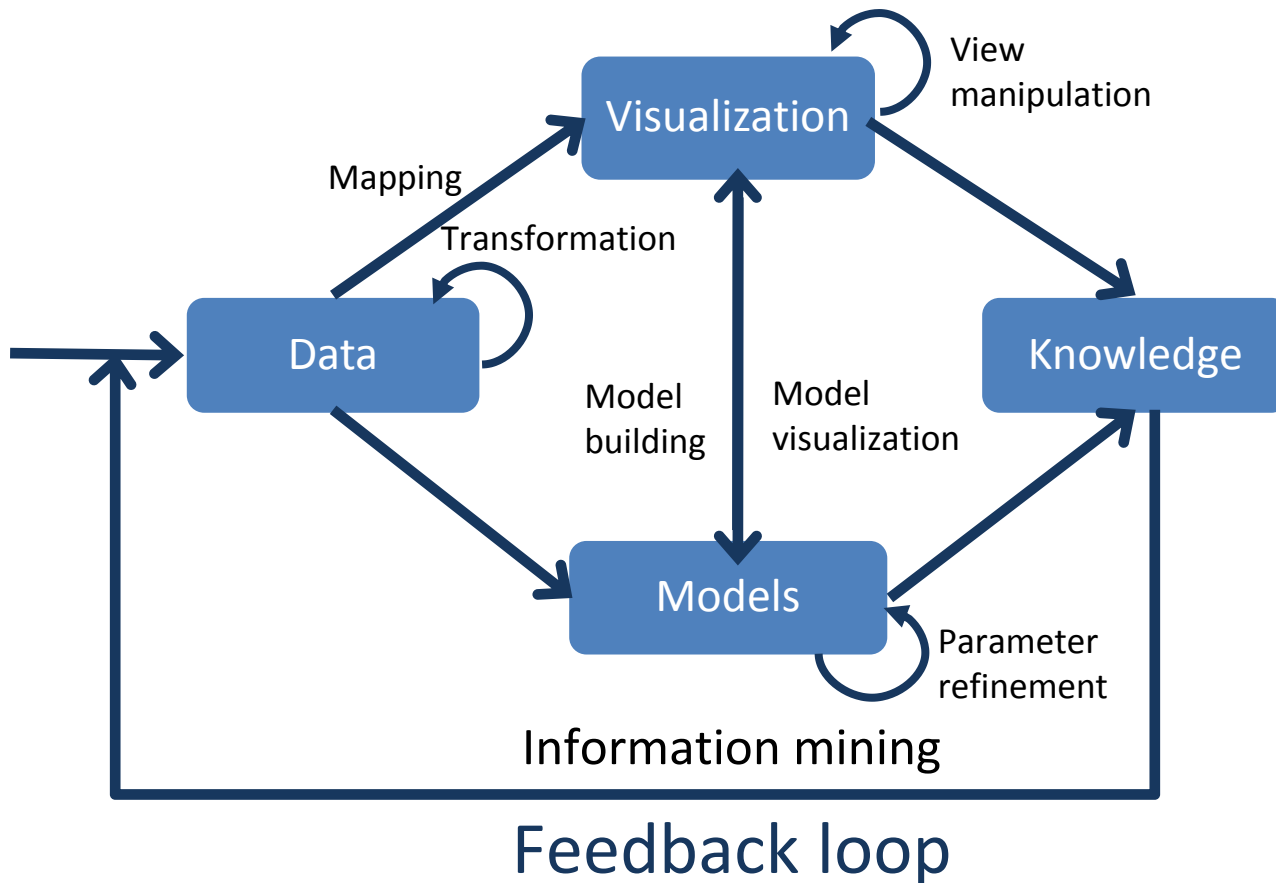 View
manipulation
Visualization
Mapping
Transformation
Data
Knowledge
Model
building
Model
visualization
Models
Parameter
refinement
Information mining
Feedback loop